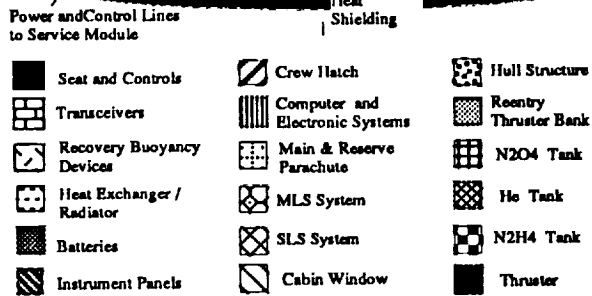 Heat
Shielding
Power andControl Lines
to Service Module
Seat and Controls
Transceivers
Recovery Buoyancy
Devices
Heat Exchanger /
Radiator
Batteries
Instrument Panels
Crew Hatch
Computer and
Electronic Systems
Main & Reserve
Parachute
MLS System
SLS System
Cabin Window
Hull Structure
Reentry
Thruster Bank
N2O4 Tank
He Tank
N2H4 Tank
Thruster